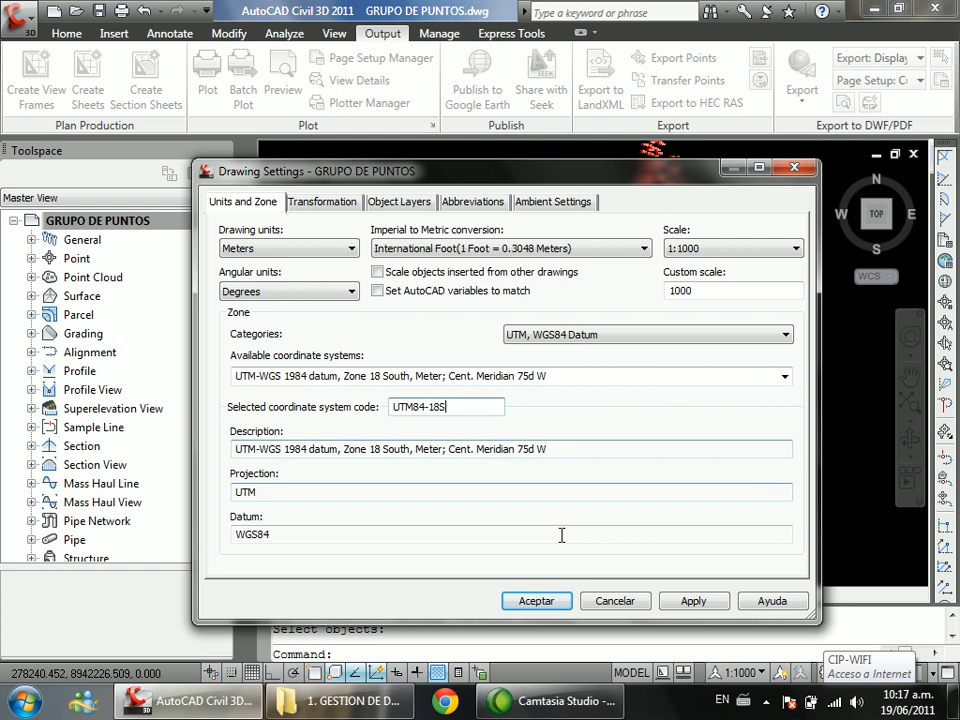 AutoCAD Civil 3D 2011 GRUPO DE PUNTOS.dwg
Type a keyword or phrase
3D
Home Insert Annotate Modify Analyze View Output Manage Express Tools
Create View Frames
Create Sheets
Create Section Sheets
Plot
Batch Plot
Preview
Page Setup Manager
View Details
Plotter Manager
Publish to Google Earth
Share with Seek
Export to LandXML
Export Points
Transfer Points
Export to HEC RAS
Export
Export: Display
Page Setup: C
Plan Production
Plot
Publish
Export
Export to DWF/PDF
Toolspace
Master View
GRUPO DE PUNTOS
General
Point
Point Cloud
Surface
Parcel
Grading
Alignment
Profile
Profile View
Superelevation View
Sample Line
Section
Section View
Mass Haul Line
Mass Haul View
Pipe Network
Pipe
Structure
Drawing Settings - GRUPO DE PUNTOS
Units and Zone Transformation Object Layers Abbreviations Ambient Settings
Drawing units: Imperial to Metric conversion: Scale:
Meters International Foot(1 Foot = 0.3048 Meters) 1:1000
Angular units: Scale objects inserted from other drawings Custom scale:
Degrees Set AutoCAD variables to match 1000
Zone
Categories: UTM, WGS84 Datum
Available coordinate systems:
UTM-WGS 1984 datum, Zone 18 South, Meter; Cent. Meridian 75d W
Selected coordinate system code: UTM84-18S
Description:
UTM-WGS 1984 datum, Zone 18 South, Meter; Cent. Meridian 75d W
Projection:
UTM
Datum:
WGS84
Aceptar Cancelar Apply Ayuda
N
W TOP E
S
WCS
Select objects:
Command:
CIP-WIFI
Acceso a Internet
278240.452, 8942226.509, 0.000
MODEL
1:1000
AutoCAD Civil 3D...
1. GESTION DE D...
Camtasia Studio -...
EN
10:17 a.m.
19/06/2011